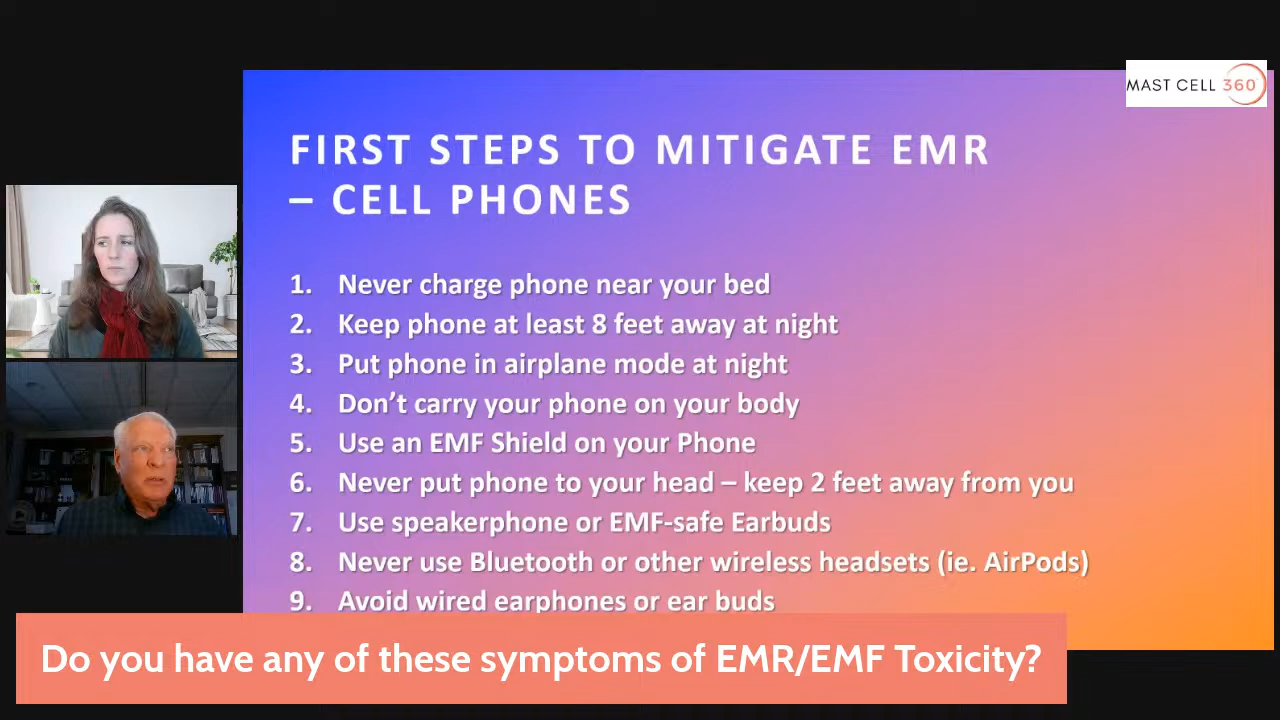 MAST CELL 360
FIRST STEPS TO MITIGATE EMR
– CELL PHONES
1. Never charge phone near your bed
2. Keep phone at least 8 feet away at night
3. Put phone in airplane mode at night
4. Don’t carry your phone on your body
5. Use an EMF Shield on your Phone
6. Never put phone to your head – keep 2 feet away from you
7. Use speakerphone or EMF-safe Earbuds
8. Never use Bluetooth or other wireless headsets (ie. AirPods)
9. Avoid wired earphones or ear buds
Do you have any of these symptoms of EMR/EMF Toxicity?